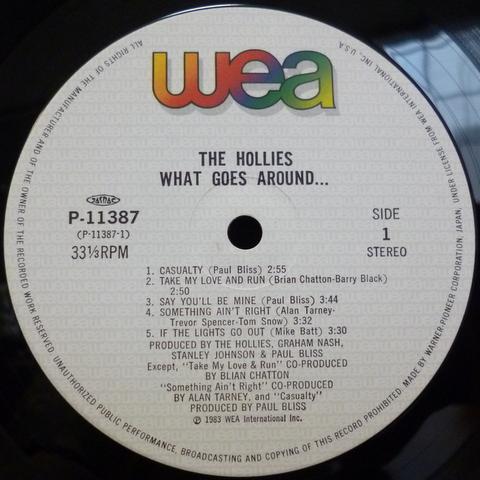 wea
THE HOLLIES
WHAT GOES AROUND...
P-11387
(P-11387-1)
33⅓RPM
SIDE
1
STEREO
1. CASUALTY (Paul Bliss) 2:55
2. TAKE MY LOVE AND RUN (Brian Chatton-Barry Black)
2:50
3. SAY YOU'LL BE MINE (Paul Bliss) 3:44
4. SOMETHING AIN'T RIGHT (Alan Tarney-
Trevor Spencer-Tom Snow) 3:32
5. IF THE LIGHTS GO OUT (Mike Batt) 3:30
PRODUCED BY THE HOLLIES, GRAHAM NASH,
STANLEY JOHNSON & PAUL BLISS
Except, "Take My Love & Run" CO-PRODUCED
BY BLIAN CHATTON
"Something Ain't Right" CO-PRODUCED
BY ALAN TARNEY, and "Casualty"
PRODUCED BY PAUL BLISS
℗ 1983 WEA International Inc.
ALL RIGHTS OF THE MANUFACTURER AND OF THE OWNER OF THE RECORDED WORK RESERVED. UNAUTHORIZED PUBLIC PERFORMANCE, BROADCASTING AND COPYING OF THIS RECORD PROHIBITED. MADE BY WARNER-PIONEER CORPORATION, JAPAN, UNDER LICENSE FROM WEA INTERNATIONAL INC., U.S.A.